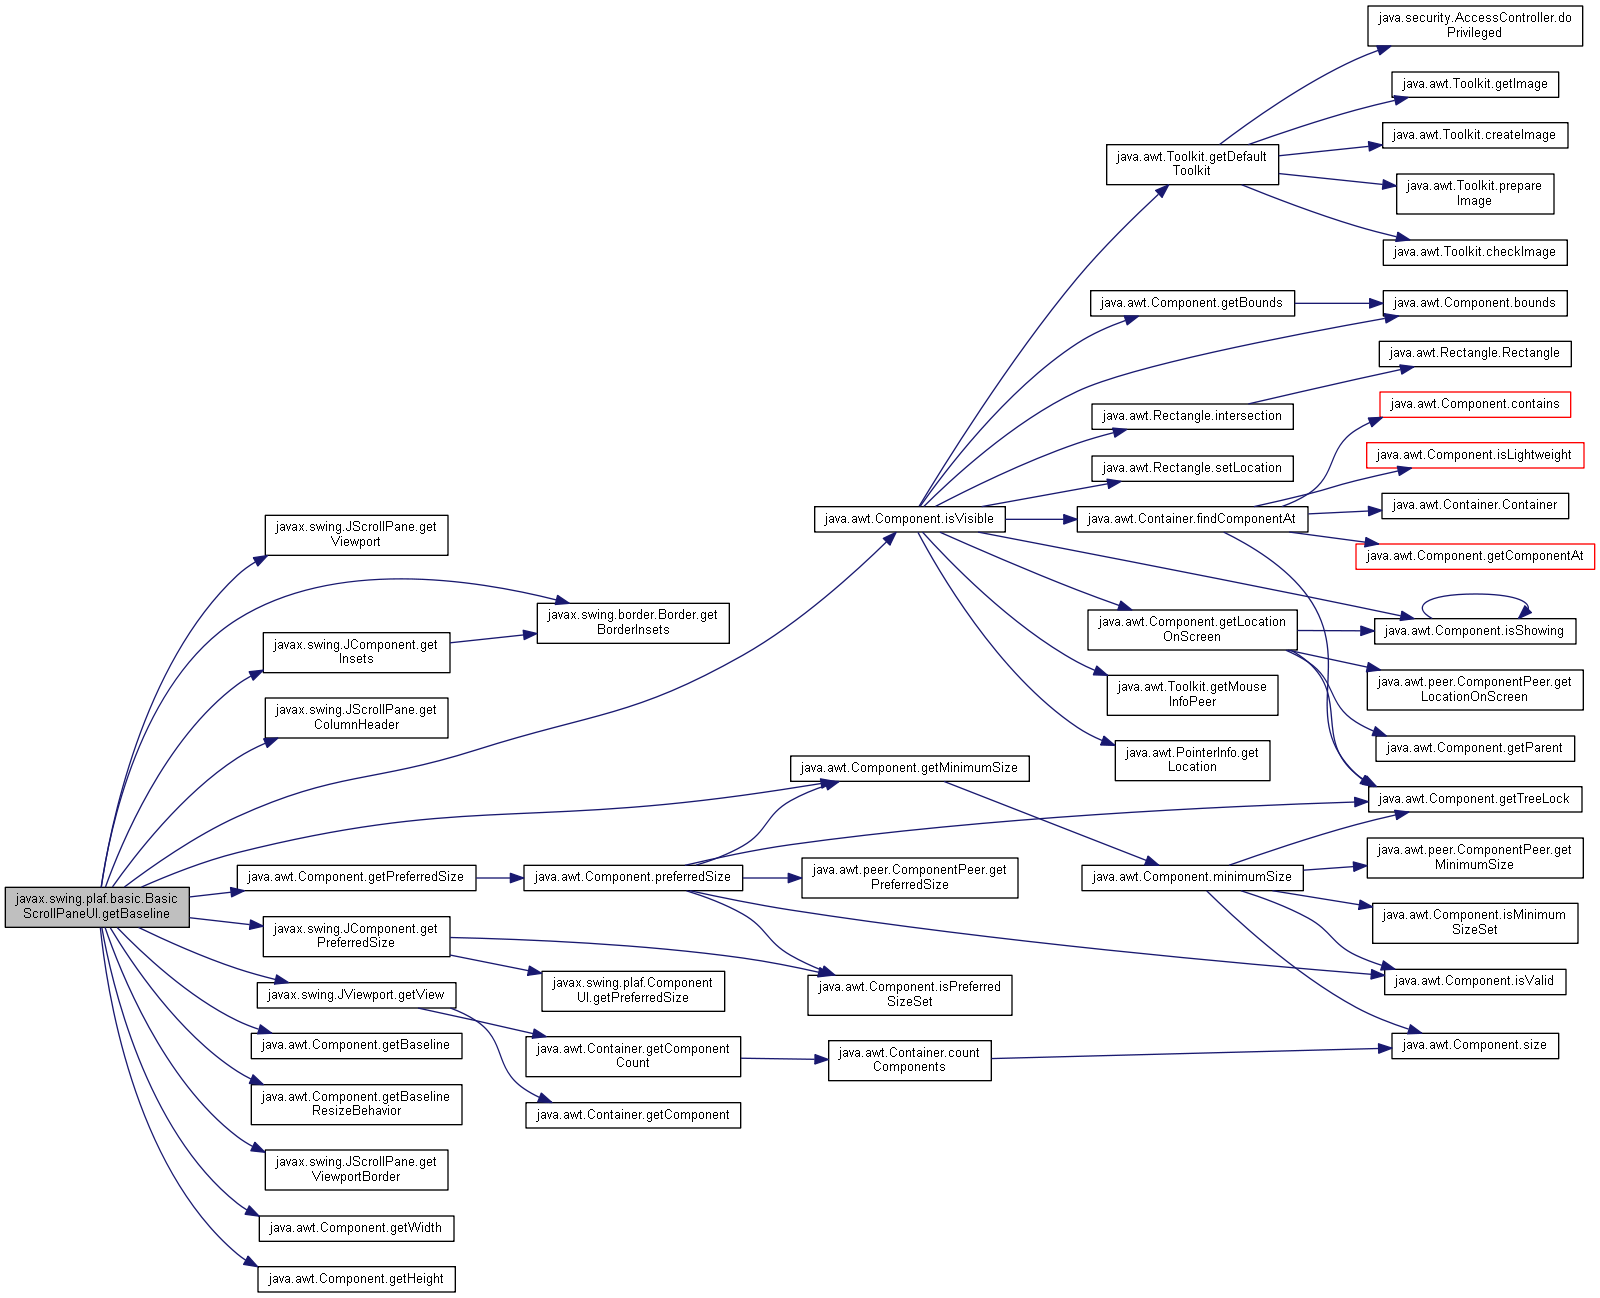 java.security.AccessController.do
Privileged
java.awt.Toolkit.getImage
java.awt.Toolkit.createImage
java.awt.Toolkit.getDefault
Toolkit
java.awt.Toolkit.prepare
Image
java.awt.Toolkit.checkImage
java.awt.Component.getBounds
java.awt.Component.bounds
java.awt.Rectangle.Rectangle
java.awt.Component.contains
java.awt.Rectangle.intersection
java.awt.Component.isLightweight
java.awt.Rectangle.setLocation
java.awt.Container.Container
java.awt.Component.isVisible
java.awt.Container.findComponentAt
java.awt.Component.getComponentAt
javax.swing.JScrollPane.get
Viewport
javax.swing.border.Border.get
BorderInsets
java.awt.Component.getLocation
OnScreen
java.awt.Component.isShowing
javax.swing.JComponent.get
Insets
java.awt.Toolkit.getMouse
InfoPeer
java.awt.peer.ComponentPeer.get
LocationOnScreen
javax.swing.JScrollPane.get
ColumnHeader
java.awt.PointerInfo.get
Location
java.awt.Component.getParent
java.awt.Component.getMinimumSize
java.awt.Component.getTreeLock
java.awt.peer.ComponentPeer.get
MinimumSize
java.awt.Component.getPreferredSize
java.awt.Component.preferredSize
java.awt.peer.ComponentPeer.get
PreferredSize
java.awt.Component.minimumSize
javax.swing.plaf.basic.Basic
ScrollPaneUI.getBaseline
java.awt.Component.isMinimum
SizeSet
javax.swing.JComponent.get
PreferredSize
javax.swing.plaf.Component
UI.getPreferredSize
java.awt.Component.isPreferred
SizeSet
java.awt.Component.isValid
javax.swing.JViewport.getView
java.awt.Component.getBaseline
java.awt.Container.getComponent
Count
java.awt.Container.count
Components
java.awt.Component.size
java.awt.Component.getBaseline
ResizeBehavior
java.awt.Container.getComponent
javax.swing.JScrollPane.get
ViewportBorder
java.awt.Component.getWidth
java.awt.Component.getHeight